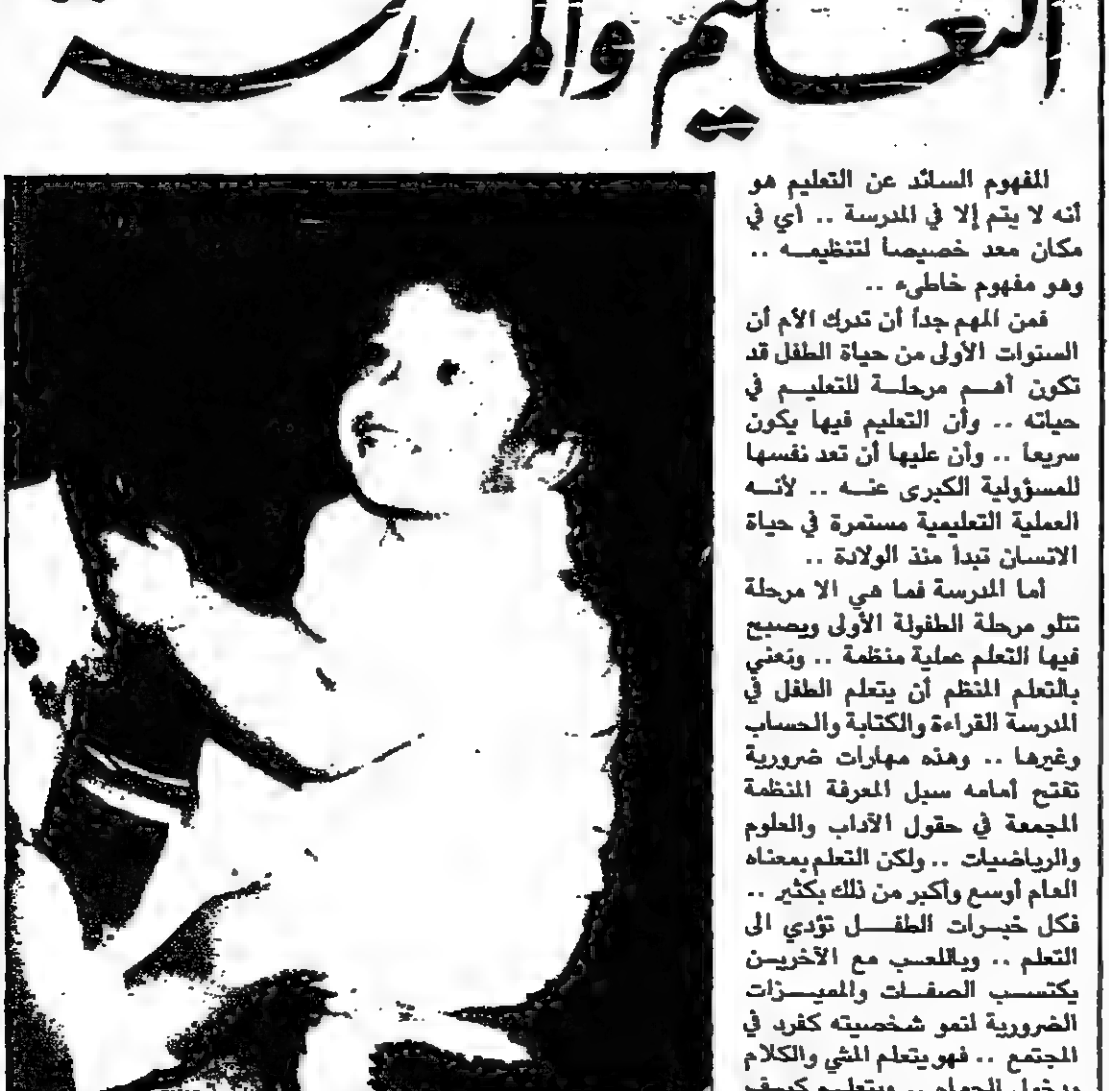 التعليم والمدرسة
المفهوم السائد عن التعليم هو
أنه لا يتم إلا في المدرسة .. أي في
مكان معد خصيصاً لتنظيمه ..
وهو مفهوم خاطىء ..
فمن المهم جداً أن تدرك الأم أن
السنوات الأولى من حياة الطفل قد
تكون أهم مرحلة للتعليم في
حياته .. وأن التعليم فيها يكون
سريعاً .. وأن عليها أن تعد نفسها
للمسؤولية الكبرى عنه .. لأنه
العملية التعليمية مستمرة في حياة
الانسان تبدأ منذ الولادة ..
أما المدرسة فما هي الا مرحلة
تتلو مرحلة الطفولة الأولى ويصبح
فيها التعلم عملية منظمة .. ونعني
بالتعلم المنظم أن يتعلم الطفل في
المدرسة القراءة والكتابة والحساب
وغيرها .. وهذه مهارات ضرورية
تفتح أمامه سبل المعرفة المنظمة
المجمعة في حقول الآداب والعلوم
والرياضيات .. ولكن التعلم بمعناه
العام أوسع وأكبر من ذلك بكثير ..
فكل خبرات الطفل تؤدي الى
التعلم .. وباللعب مع الآخرين
يكتسب الصفات والمميزات
الضرورية لنمو شخصيته كفرد في
المجتمع .. فهو يتعلم المشي والكلام
.. ويتعلم كيف